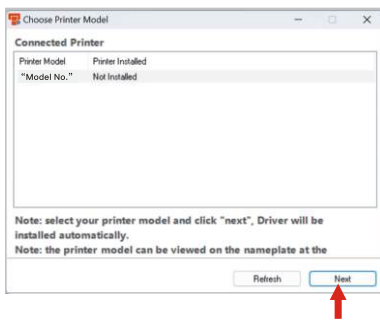 Choose Printer Model
Connected Printer
Printer Model Printer Installed
"Model No." Not Installed
Note: select your printer model and click "next", Driver will be
installed automatically.
Note: the printer model can be viewed on the nameplate at the
Refresh Next